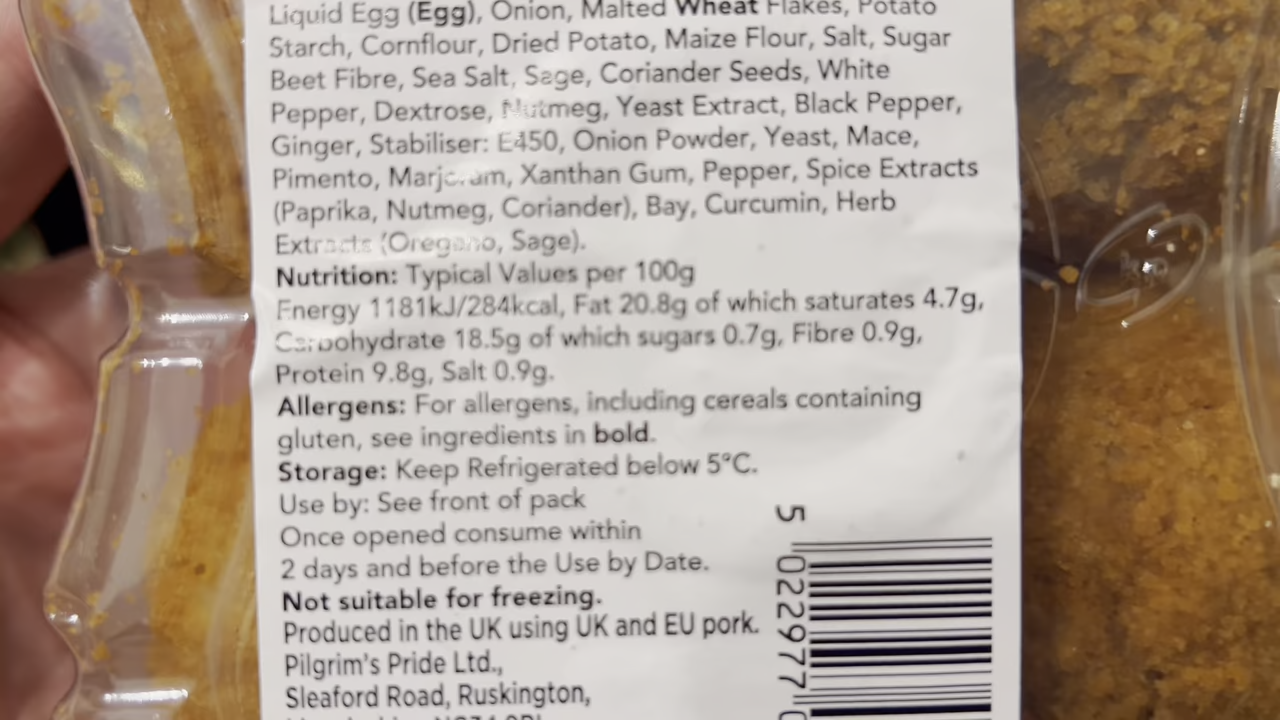 Liquid Egg (Egg), Onion, Malted Wheat Flakes, Potato
Starch, Cornflour, Dried Potato, Maize Flour, Salt, Sugar
Beet Fibre, Sea Salt, Sage, Coriander Seeds, White
Pepper, Dextrose, Nutmeg, Yeast Extract, Black Pepper,
Ginger, Stabiliser: E450, Onion Powder, Yeast, Mace,
Pimento, Marjoram, Xanthan Gum, Pepper, Spice Extracts
(Paprika, Nutmeg, Coriander), Bay, Curcumin, Herb
Extracts (Oregano, Sage).
Nutrition: Typical Values per 100g
Energy 1181kJ/284kcal, Fat 20.8g of which saturates 4.7g,
Carbohydrate 18.5g of which sugars 0.7g, Fibre 0.9g,
Protein 9.8g, Salt 0.9g.
Allergens: For allergens, including cereals containing
gluten, see ingredients in bold.
Storage: Keep Refrigerated below 5°C.
Use by: See front of pack
Once opened consume within
2 days and before the Use by Date.
Not suitable for freezing.
Produced in the UK using UK and EU pork.
Pilgrim's Pride Ltd.,
Sleaford Road, Ruskington,
5 022977